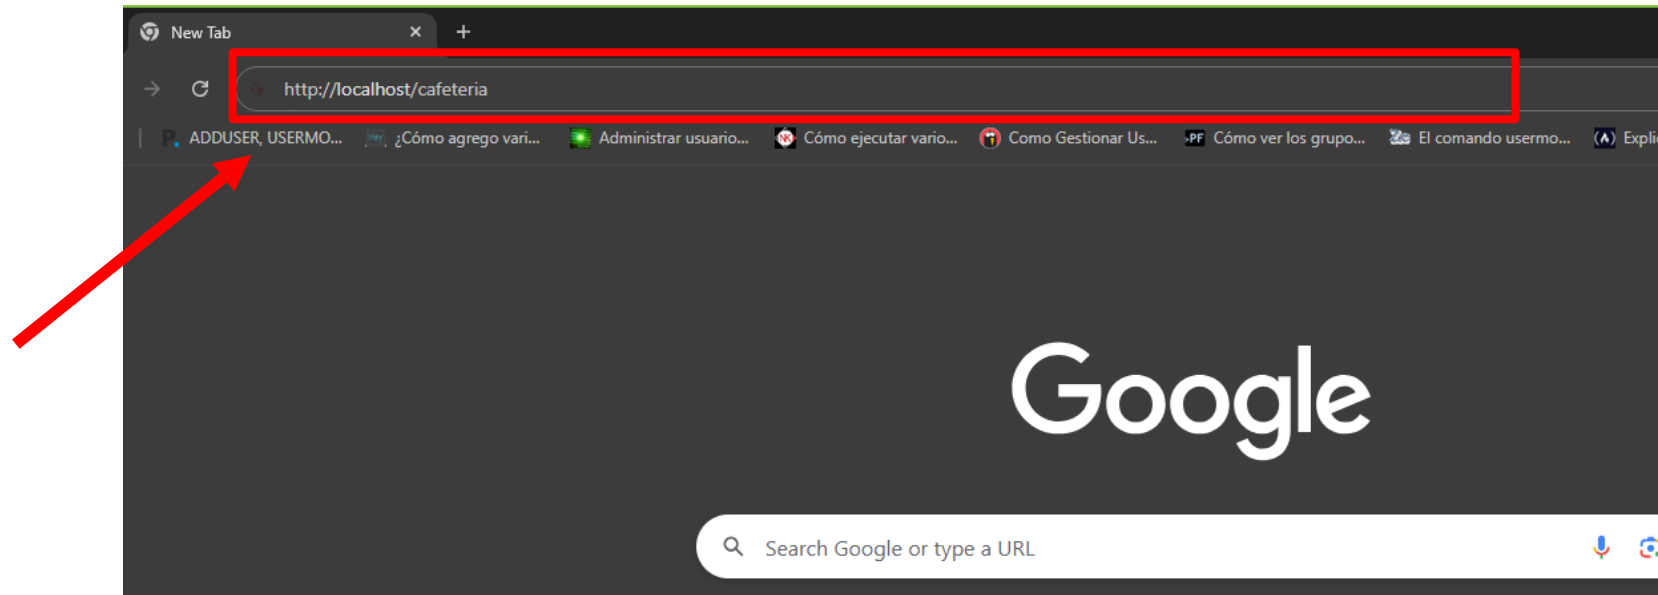 New Tab
http://localhost/cafeteria
ADDUSER, USERMO... ¿Cómo agrego vari... Administrar usuario... Cómo ejecutar vario... Como Gestionar Us... Cómo ver los grupo... El comando usermo... Expli
Google
Search Google or type a URL